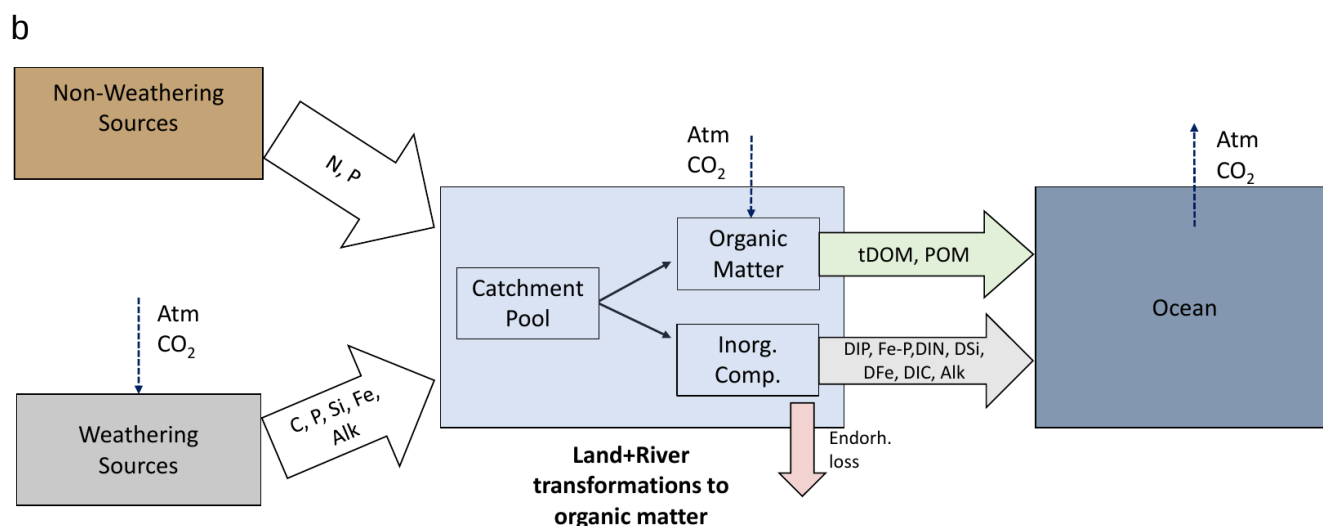 b
Non-Weathering
Sources
N, P
Atm
CO₂
Weathering
Sources
C, P, Si, Fe,
Alk
Catchment
Pool
Atm
CO₂
Organic
Matter
Inorg.
Comp.
tDOM, POM
DIP, Fe-P,DIN, DSi,
DFe, DIC, Alk
Endorh.
loss
Land+River
transformations to
organic matter
Atm
CO₂
Ocean